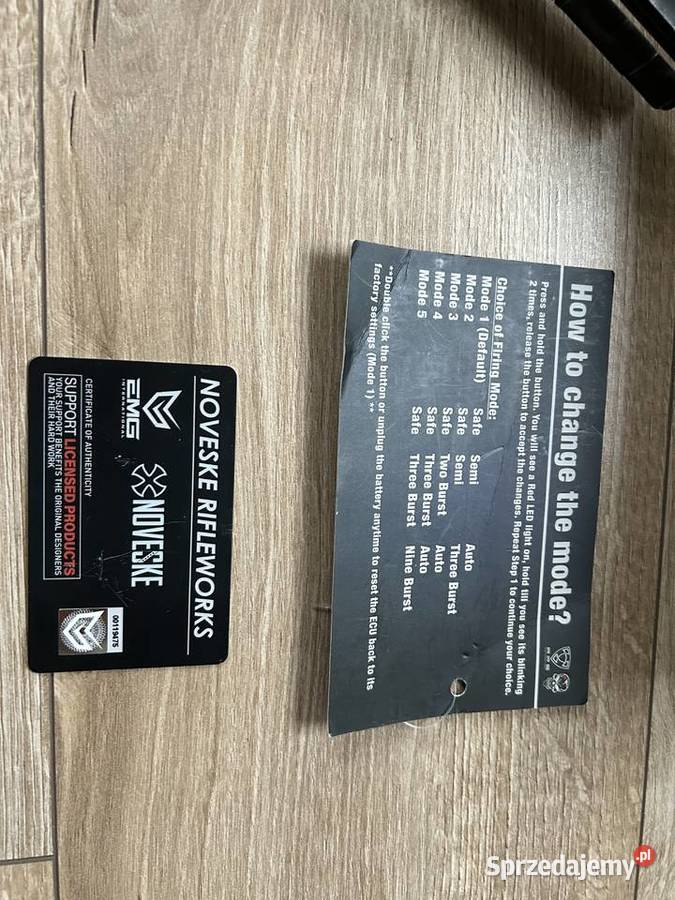 How to change the mode?
Press and hold the button. You will see a Red LED light on, hold till you see its blinking
2 times, release the button to accept the changes. Repeat Step 1 to continue your choice.
Choice of Firing Mode:
Mode 1 (Default) Safe Semi Auto
Mode 2 Safe Semi Three Burst
Mode 3 Safe Two Burst Auto
Mode 4 Safe Three Burst Auto
Mode 5 Safe Three Burst Nine Burst
**Double click the button or unplug the battery anytime to reset the ECU back to its
factory settings (Mode 1) **
NOVESKE RIFLEWORKS
EMG
INTERNATIONAL
NOVESKE
CERTIFICATE OF AUTHENTICITY
SUPPORT LICENSED PRODUCTS
YOUR SUPPORT BENEFITS THE ORIGINAL DESIGNERS
AND THEIR HARD WORK
00119475
Sprzedajemy.pl